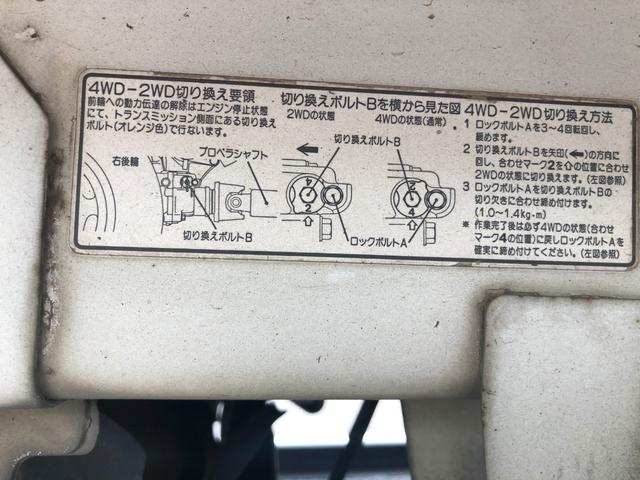 4WD-2WD切り換え要領
前輪への動力伝達の解除はエンジン停止状態
にて、トランスミッション側面にある切り換え
ボルト(オレンジ色)で行ないます。
右後輪
プロペラシャフト
切り換えボルトB
切り換えボルトBを横から見た図
2WDの状態
4WDの状態(通常)
切り換えボルトB
4
2
2
4
ロックボルトA
4WD-2WD切り換え方法
1 ロックボルトAを3~4回転回し、
緩めます。
2 切り換えボルトBを矢印(⬅)の方向に
回し、合わせマーク2を⇧の位置に合わせ
2WDの状態に切り換えます。(左図参照)
3 ロックボルトAを切り換えボルトBの
切り欠きに合わせ締め付けます。
(1.0~1.4kg-m)
※ 作業完了後は必ず4WDの状態(合わせ
マーク4の位置)に戻しロックボルトAを
確実に締め付てください。(左図参照)